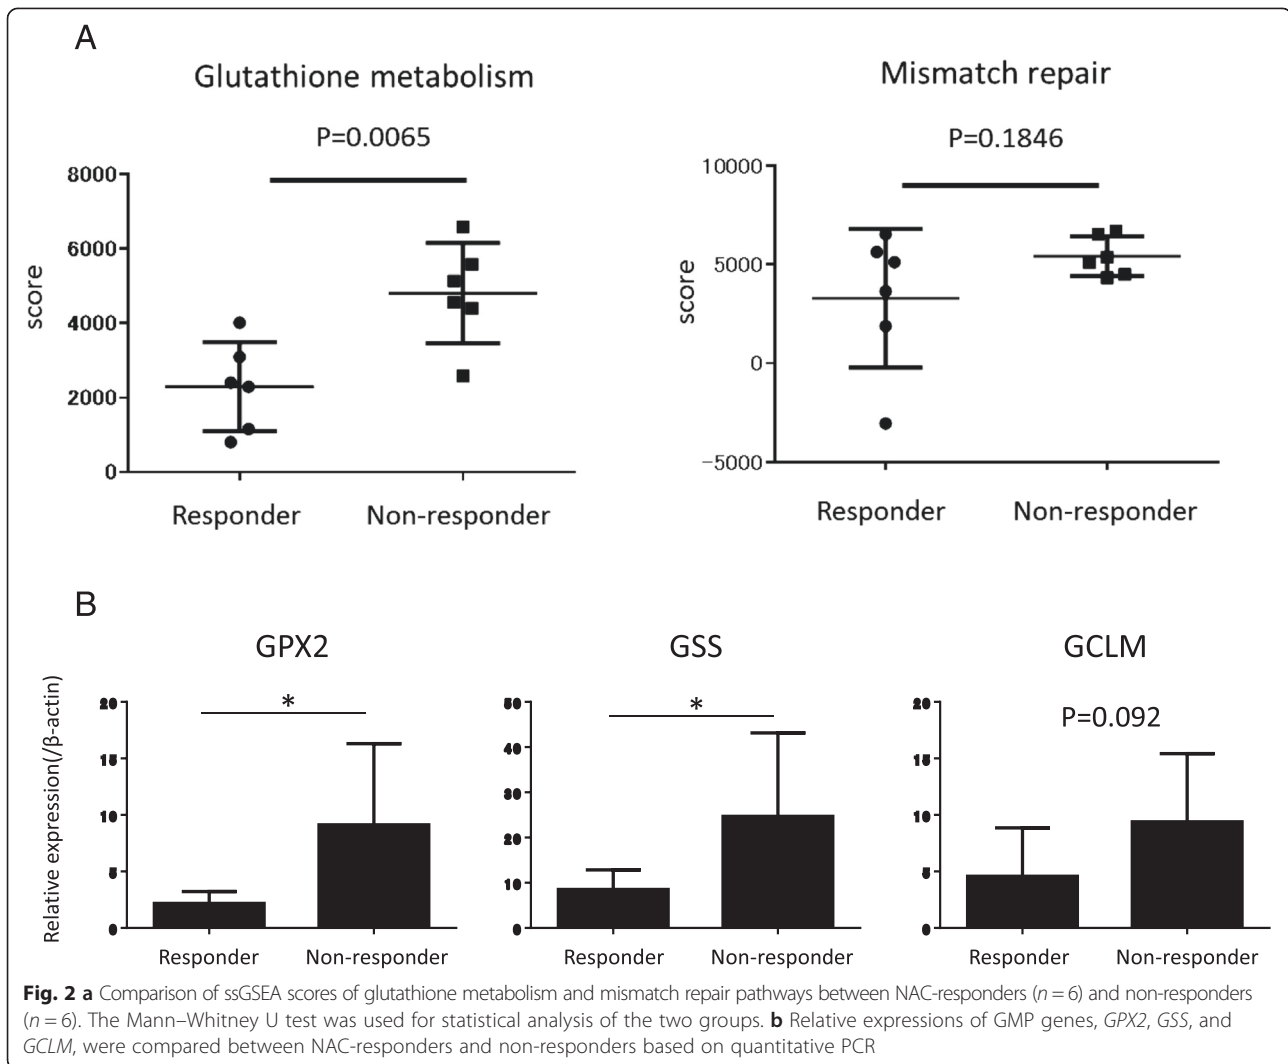 A
Glutathione metabolism
P=0.0065
8000
6000
4000
2000
0
score
Responder
Non-responder
Mismatch repair
P=0.1846
10000
5000
0
−5000
score
Responder
Non-responder
B
Relative expression(/β-actin)
GPX2
*
20
15
10
5
0
Responder
Non-responder
GSS
*
50
40
30
20
10
0
Responder
Non-responder
GCLM
P=0.092
20
15
10
5
0
Responder
Non-responder
Fig. 2 a Comparison of ssGSEA scores of glutathione metabolism and mismatch repair pathways between NAC-responders (n = 6) and non-responders
(n = 6). The Mann–Whitney U test was used for statistical analysis of the two groups. b Relative expressions of GMP genes, GPX2, GSS, and
GCLM, were compared between NAC-responders and non-responders based on quantitative PCR